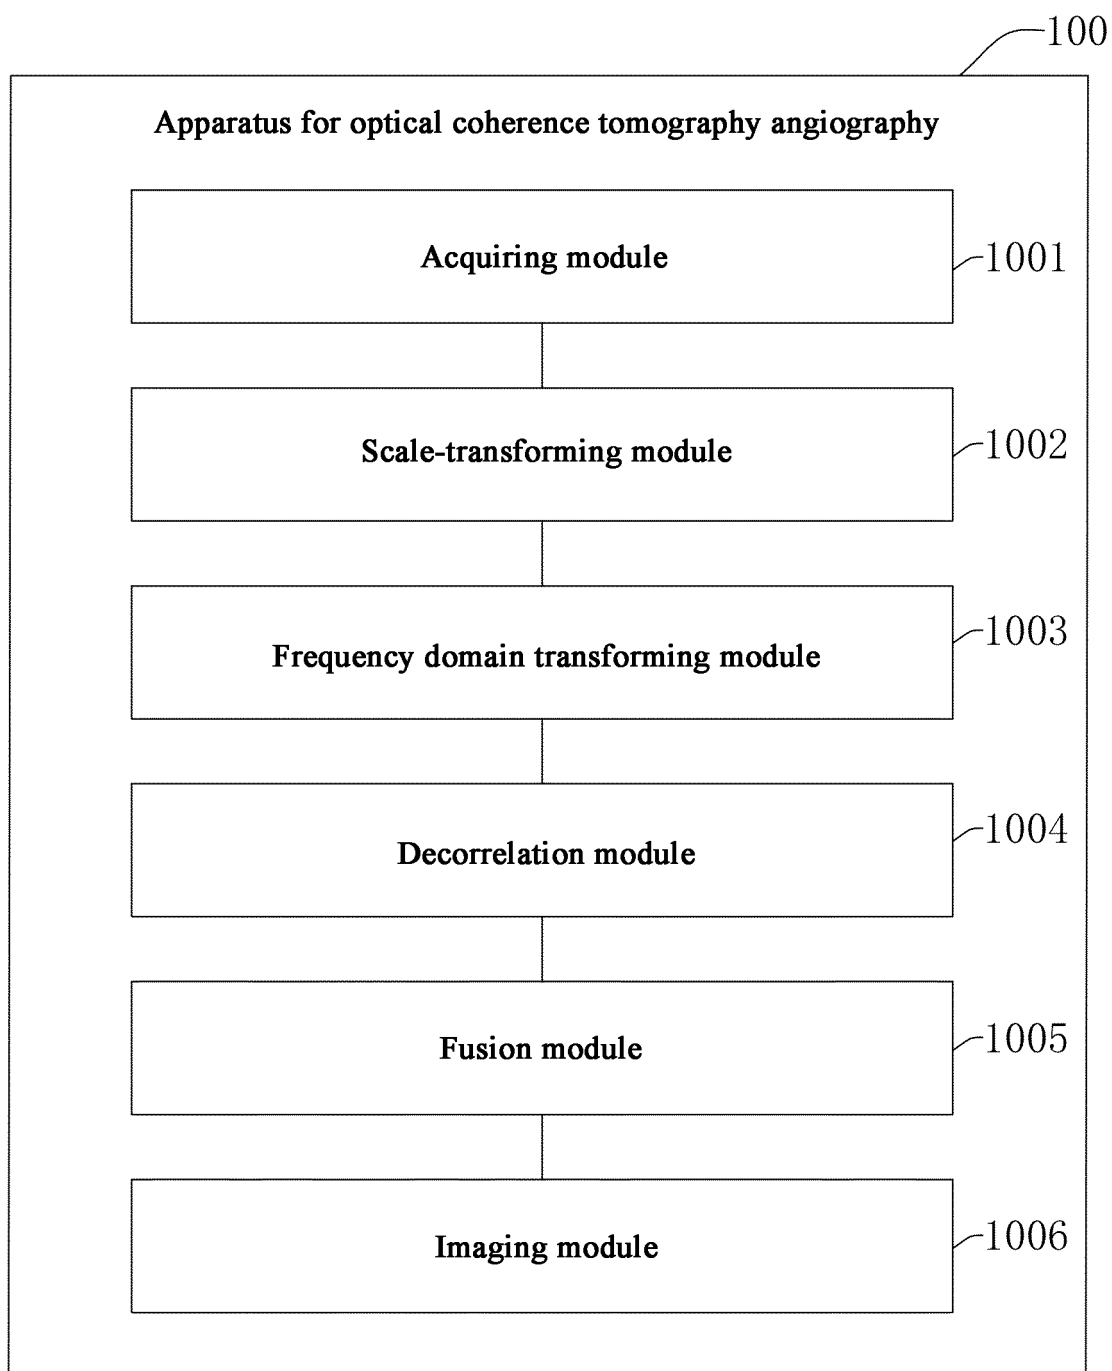 100
Apparatus for optical coherence tomography angiography
Acquiring module
1001
Scale-transforming module
1002
Frequency domain transforming module
1003
Decorrelation module
1004
Fusion module
1005
Imaging module
1006